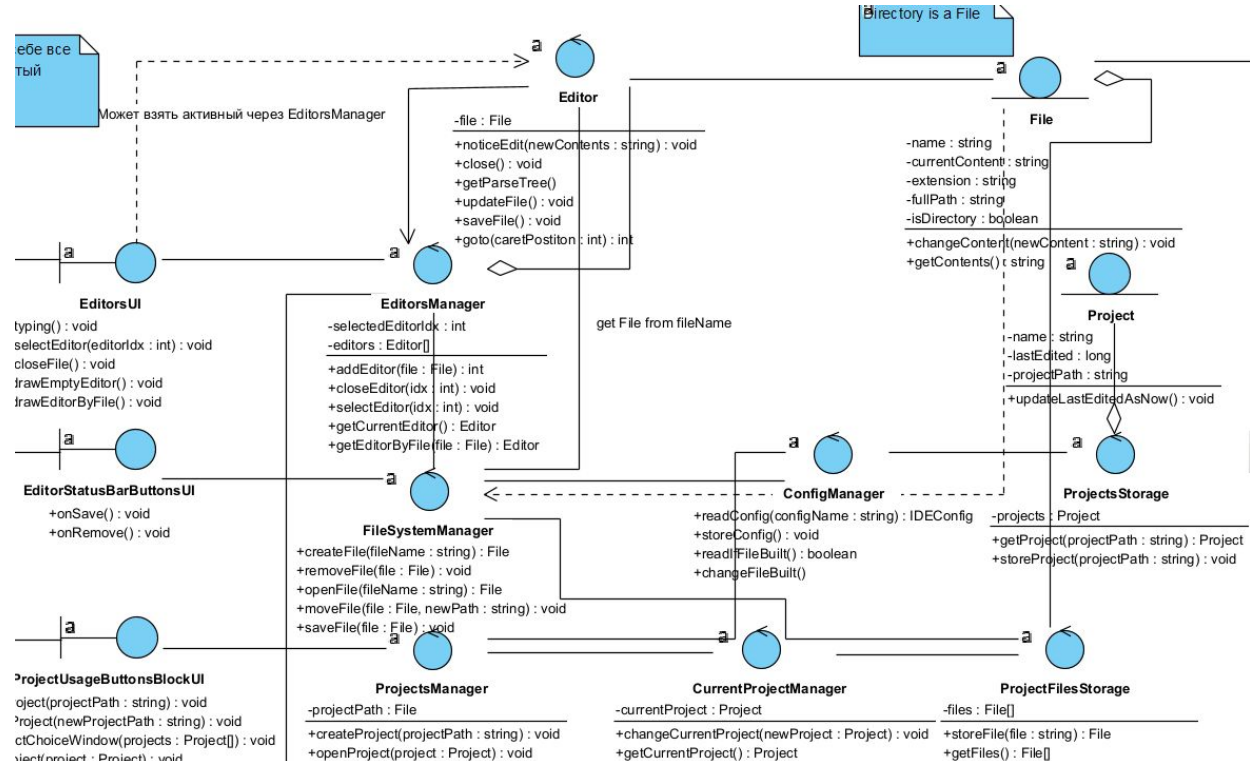 ебе все
тый
Может взять активный через EditorsManager
a
Editor
-file : File
+noticeEdit(newContents : string) : void
+close() : void
+getParseTree()
+updateFile() : void
+saveFile() : void
+goto(caretPostiton : int) : int
Directory is a File
a
File
-name : string
-currentContent : string
-extension : string
-fullPath : string
-isDirectory : boolean
+changeContent(newContent : string) : void
+getContents() : string
a
EditorsUI
typing() : void
selectEditor(editorIdx : int) : void
closeFile() : void
drawEmptyEditor() : void
drawEditorByFile() : void
a
EditorsManager
-selectedEditorIdx : int
-editors : Editor[]
+addEditor(file : File) : int
+closeEditor(idx : int) : void
+selectEditor(idx : int) : void
+getCurrentEditor() : Editor
+getEditorByFile(file : File) : Editor
get File from fileName
a
Project
-name : string
-lastEdited : long
-projectPath : string
+updateLastEditedAsNow() : void
a
EditorStatusBarButtonsUI
+onSave() : void
+onRemove() : void
a
FileSystemManager
+createFile(fileName : string) : File
+removeFile(file : File) : void
+openFile(fileName : string) : File
+moveFile(file : File, newPath : string) : void
+saveFile(file : File) : void
a
ConfigManager
+readConfig(configName : string) : IDEConfig
+storeConfig() : void
+readIfFileBuilt() : boolean
+changeFileBuilt()
a
ProjectsStorage
-projects : Project
+getProject(projectPath : string) : Project
+storeProject(projectPath : string) : void
a
ProjectUsageButtonsBlockUI
oject(projectPath : string) : void
Project(newProjectPath : string) : void
ctChoiceWindow(projects : Project[]) : void
oject(project : Project) : void
a
ProjectsManager
-projectPath : File
+createProject(projectPath : string) : void
+openProject(project : Project) : void
a
CurrentProjectManager
-currentProject : Project
+changeCurrentProject(newProject : Project) : void
+getCurrentProject() : Project
a
ProjectFilesStorage
-files : File[]
+storeFile(file : string) : File
+getFiles() : File[]